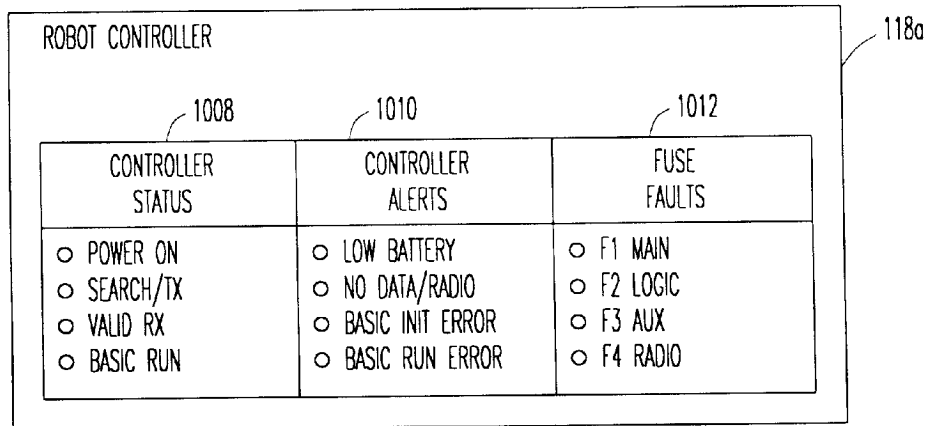 ROBOT CONTROLLER
118a
1008
1010
1012
CONTROLLER
STATUS
CONTROLLER
ALERTS
FUSE
FAULTS
POWER ON
SEARCH/TX
VALID RX
BASIC RUN
LOW BATTERY
NO DATA/RADIO
BASIC INIT ERROR
BASIC RUN ERROR
F1 MAIN
F2 LOGIC
F3 AUX
F4 RADIO